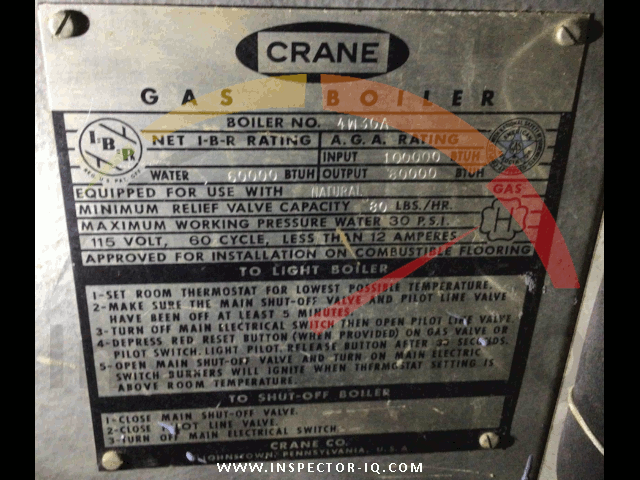 CRANE
GAS BOILER
BOILER NO. 4W30A
I=B=R
REG. U.S. PAT. OFF.
NET I-B-R RATING A.G.A. RATING
INPUT 100000 BTUH
WATER 60000 BTUH OUTPUT 80000 BTUH
GAS
EQUIPPED FOR USE WITH NATURAL
MINIMUM RELIEF VALVE CAPACITY 80 LBS./HR.
H
MAXIMUM WORKING PRESSURE WATER 30 P.S.I.
115 VOLT, 60 CYCLE, LESS THAN 12 AMPERES
APPROVED FOR INSTALLATION ON COMBUSTIBLE FLOORING
TO LIGHT BOILER
1-SET ROOM THERMOSTAT FOR LOWEST POSSIBLE TEMPERATURE.
2-MAKE SURE THE MAIN SHUT-OFF VALVE AND PILOT LINE VALVE
HAVE BEEN OFF AT LEAST 5 MINUTES.
3-TURN OFF MAIN ELECTRICAL SWITCH THEN OPEN PILOT LINE VALVE.
4-DEPRESS RED RESET BUTTON (WHEN PROVIDED) ON GAS VALVE OR
PILOT SWITCH. LIGHT PILOT. RELEASE BUTTON AFTER 30 SECONDS.
5-OPEN MAIN SHUT-OFF VALVE AND TURN ON MAIN ELECTRIC
SWITCH BURNERS WILL IGNITE WHEN THERMOSTAT SETTING IS
ABOVE ROOM TEMPERATURE.
TO SHUT-OFF BOILER
1-CLOSE MAIN SHUT-OFF VALVE.
2-CLOSE PILOT LINE VALVE.
3-TURN OFF MAIN ELECTRICAL SWITCH.
CRANE CO.
JOHNSTOWN, PENNSYLVANIA, U.S.A.
WWW.INSPECTOR-IQ.COM